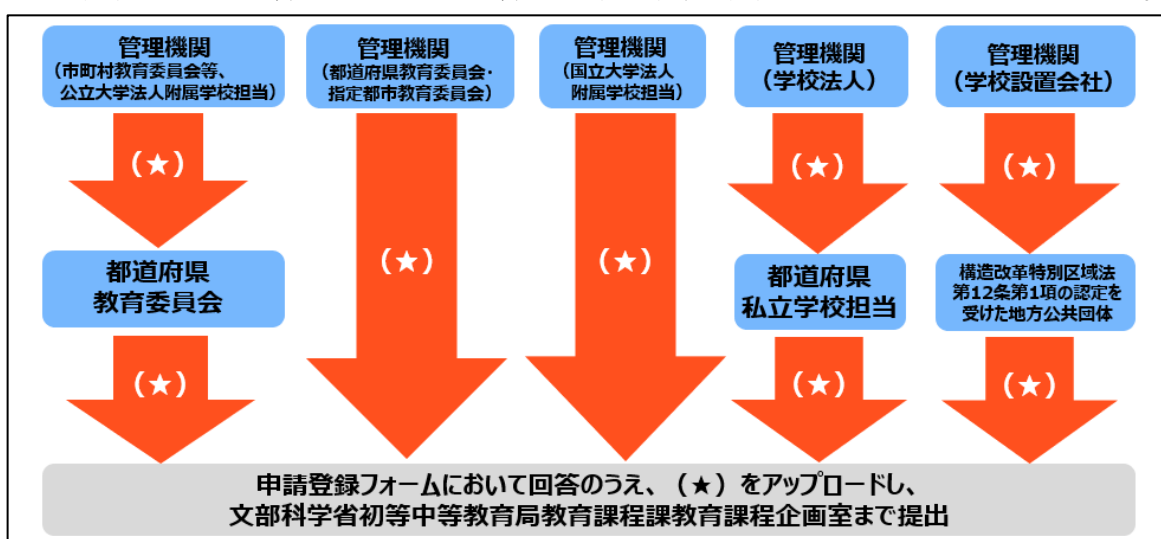 管理機関
（市町村教育委員会等、
公立大学法人附属学校担当）
管理機関
（都道府県教育委員会・
指定都市教育委員会）
管理機関
（国立大学法人
附属学校担当）
管理機関
（学校法人）
管理機関
（学校設置会社）
（★）
（★）
（★）
（★）
（★）
都道府県
教育委員会
都道府県
私立学校担当
構造改革特別区域法
第12条第1項の認定を
受けた地方公共団体
（★）
（★）
（★）
申請登録フォームにおいて回答のうえ、（★）をアップロードし、
文部科学省初等中等教育局教育課程課教育課程企画室まで提出